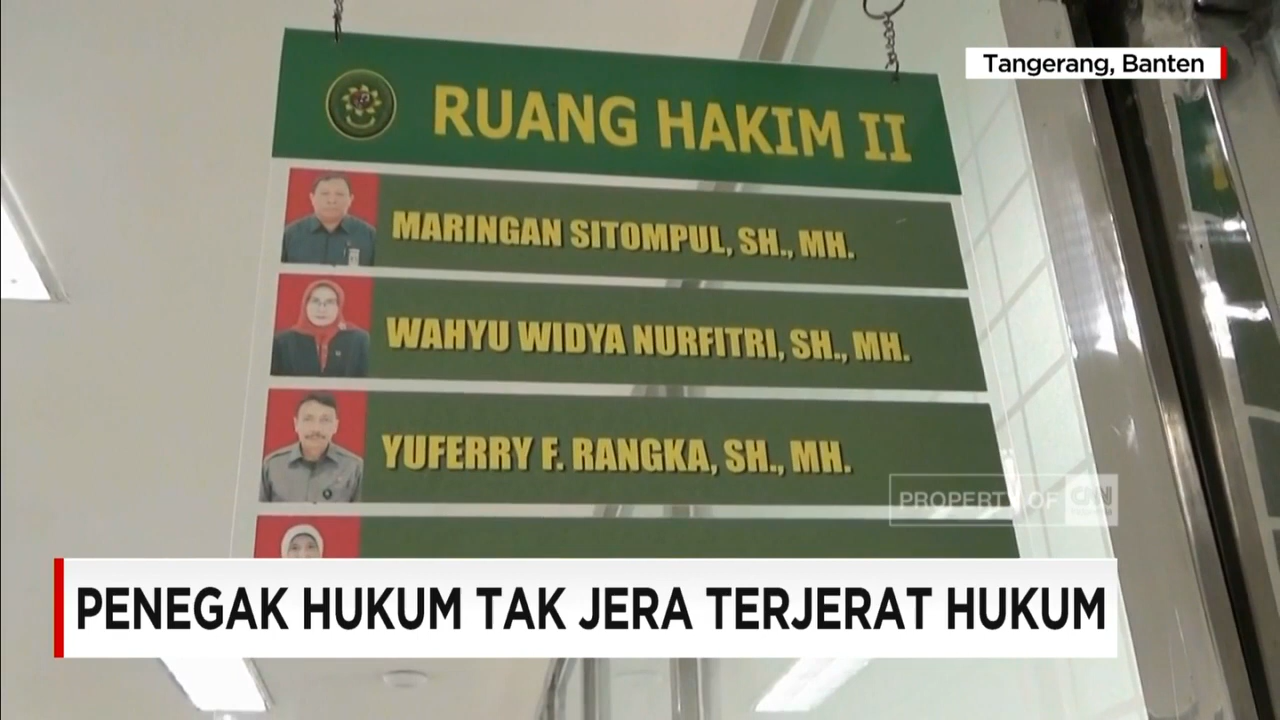 Tangerang, Banten
RUANG HAKIM II
MARINGAN SITOMPUL, SH., MH.
WAHYU WIDYA NURFITRI, SH., MH.
YUFERRY F. RANGKA, SH., MH.
PROPERTY OF CNN
PENEGAK HUKUM TAK JERA TERJERAT HUKUM